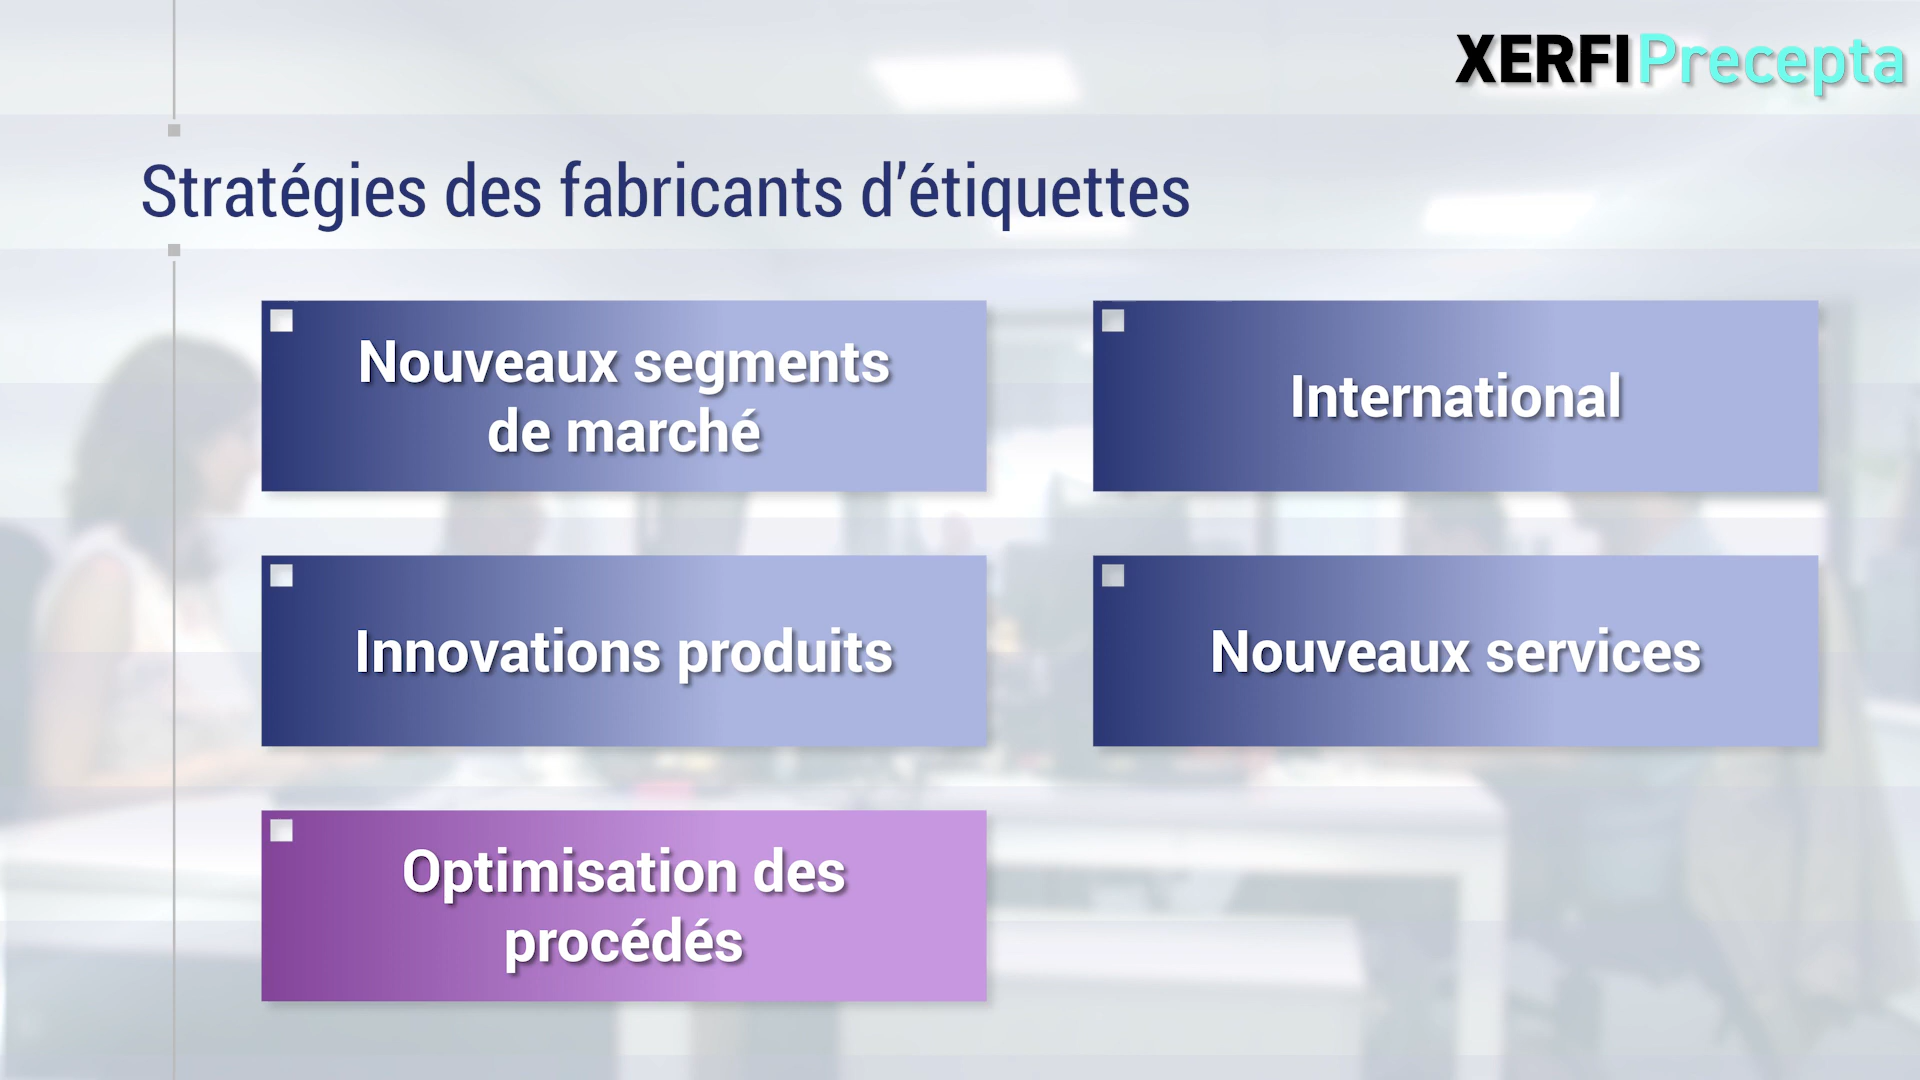 XERFI Precepta
Stratégies des fabricants d’étiquettes
Nouveaux segments
de marché
International
Innovations produits
Nouveaux services
Optimisation des
procédés